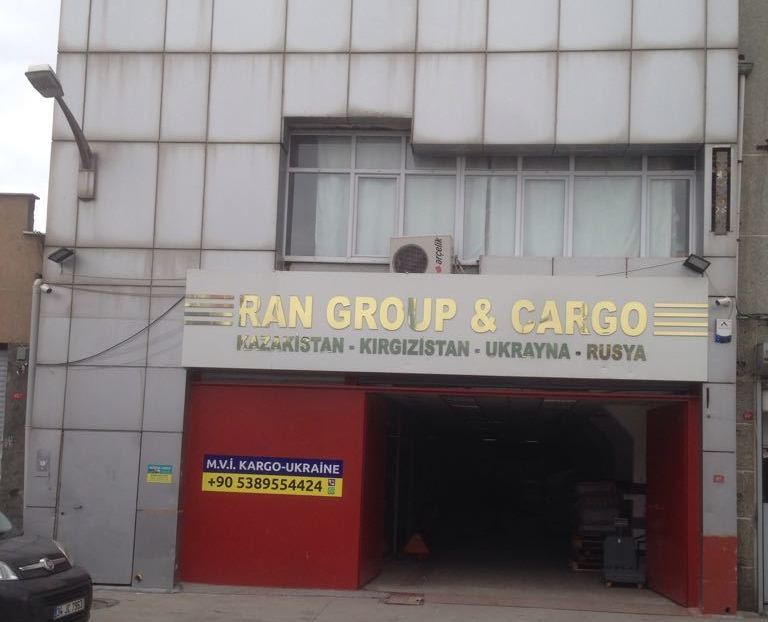 arçelik
RAN GROUP & CARGO
KAZAKİSTAN - KIRGIZİSTAN - UKRAYNA - RUSYA
M.V.İ. KARGO-UKRAİNE
+90 5389554424